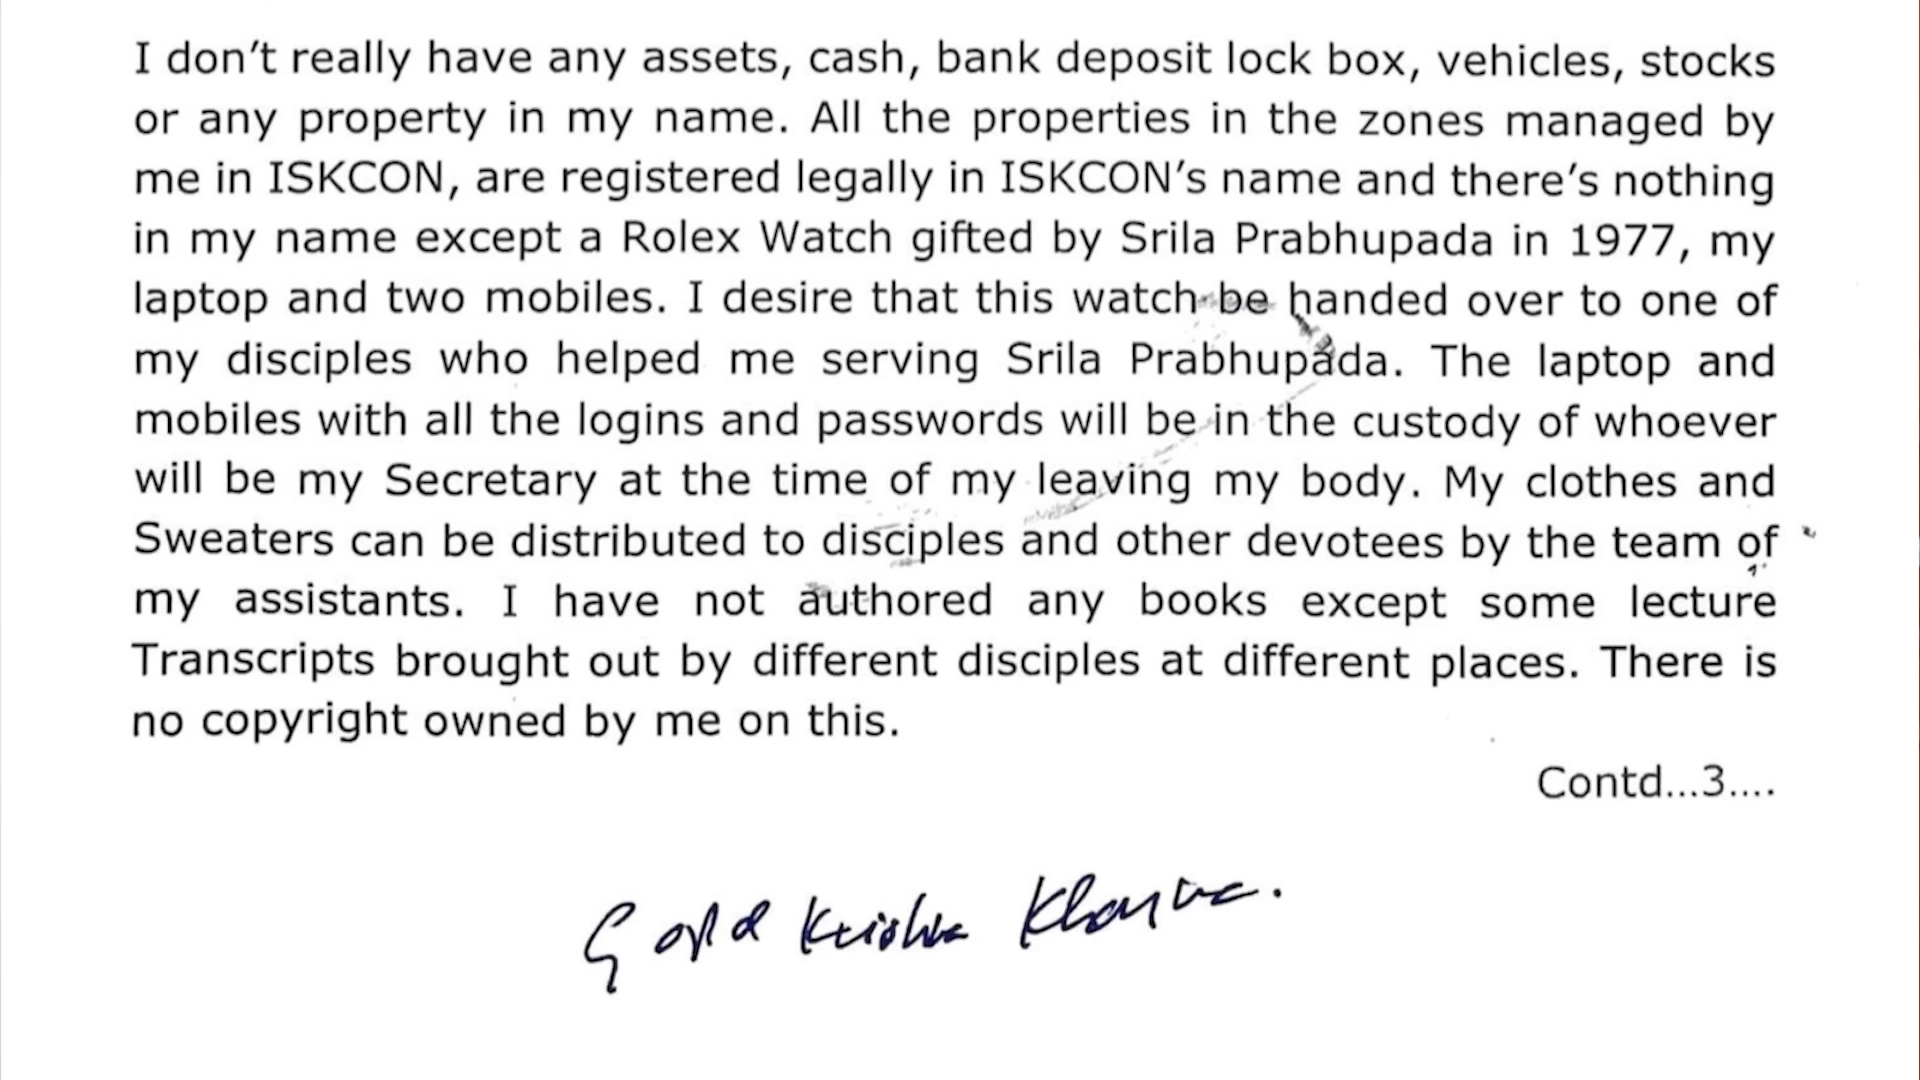 I don't really have any assets, cash, bank deposit lock box, vehicles, stocks
or any property in my name. All the properties in the zones managed by
me in ISKCON, are registered legally in ISKCON's name and there's nothing
in my name except a Rolex Watch gifted by Srila Prabhupada in 1977, my
laptop and two mobiles. I desire that this watch be handed over to one of
my disciples who helped me serving Srila Prabhupada. The laptop and
mobiles with all the logins and passwords will be in the custody of whoever
will be my Secretary at the time of my leaving my body. My clothes and
Sweaters can be distributed to disciples and other devotees by the team of
my assistants. I have not authored any books except some lecture
Transcripts brought out by different disciples at different places. There is
no copyright owned by me on this.
Contd...3....
Krishna